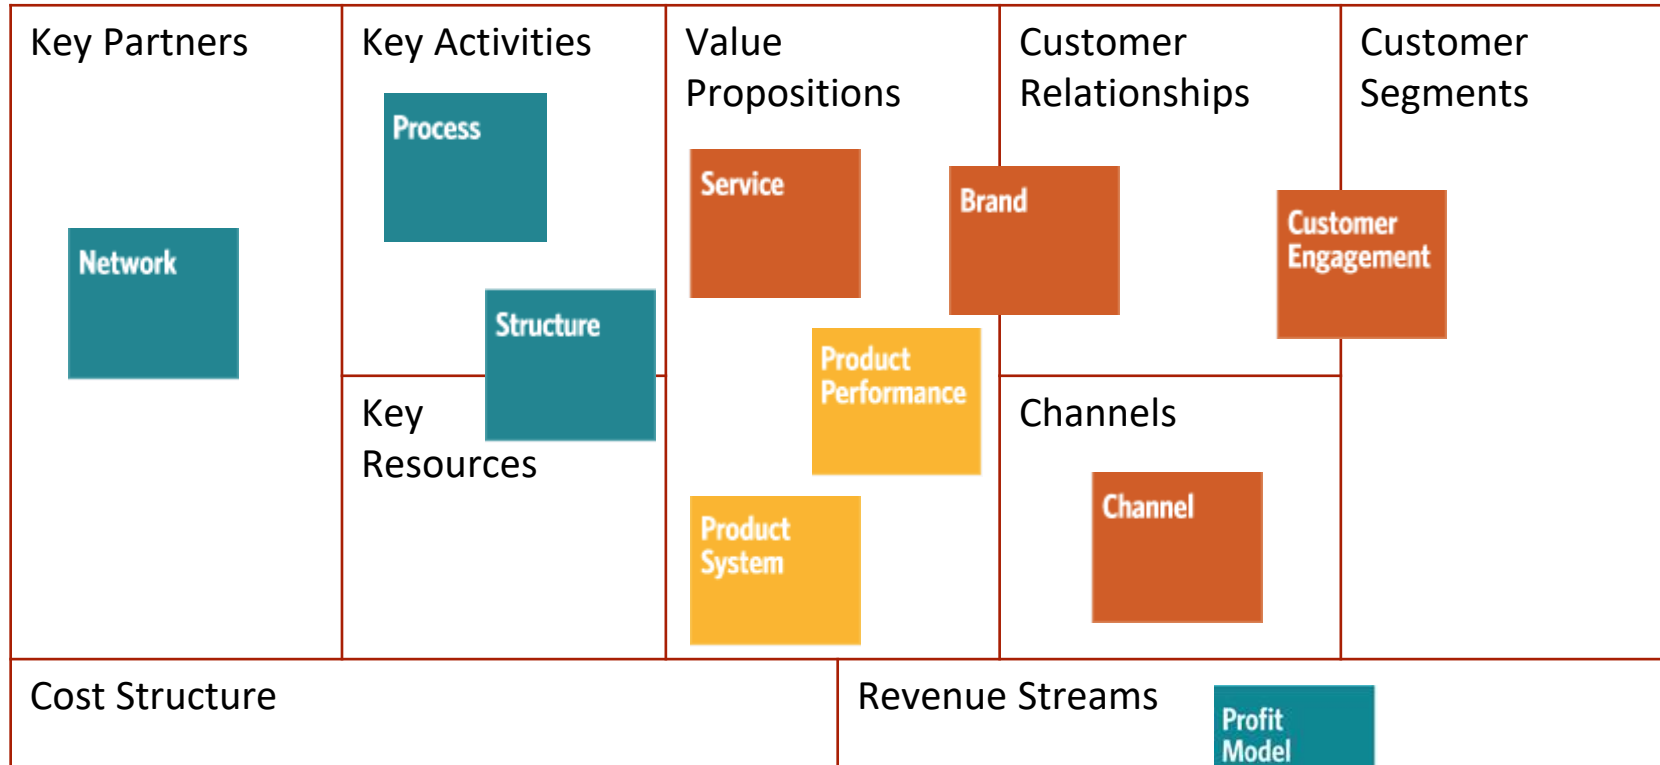 Key Partners
Network
Key Activities
Process
Structure
Key
Resources
Value
Propositions
Service
Product
Performance
Product
System
Customer
Relationships
Brand
Channels
Channel
Customer
Segments
Customer
Engagement
Cost Structure
Revenue Streams
Profit
Model